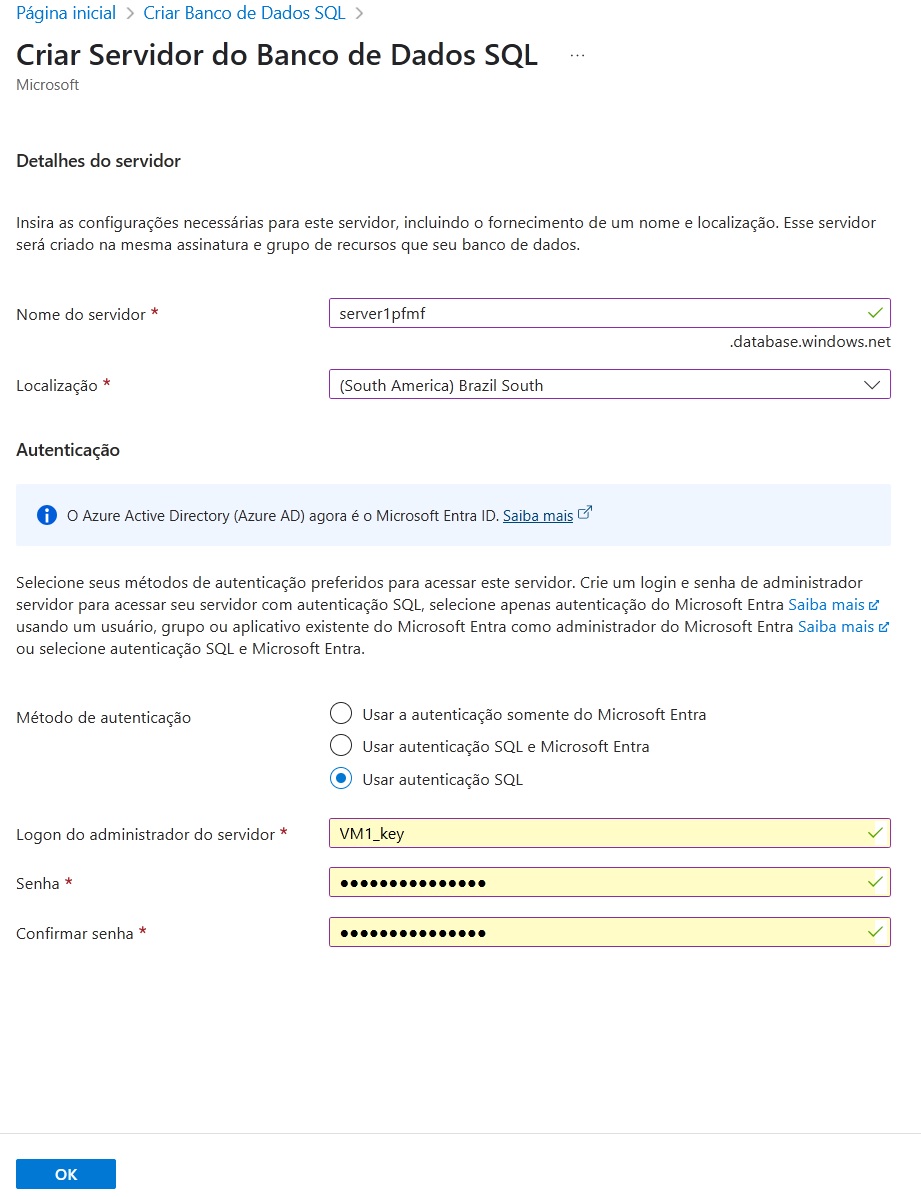 Página inicial > Criar Banco de Dados SQL >
Criar Servidor do Banco de Dados SQL ...
Microsoft
Detalhes do servidor
Insira as configurações necessárias para este servidor, incluindo o fornecimento de um nome e localização. Esse servidor
será criado na mesma assinatura e grupo de recursos que seu banco de dados.
Nome do servidor * server1pfmf
.database.windows.net
Localização * (South America) Brazil South
Autenticação
O Azure Active Directory (Azure AD) agora é o Microsoft Entra ID. Saiba mais
Selecione seus métodos de autenticação preferidos para acessar este servidor. Crie um login e senha de administrador
servidor para acessar seu servidor com autenticação SQL, selecione apenas autenticação do Microsoft Entra Saiba mais
usando um usuário, grupo ou aplicativo existente do Microsoft Entra como administrador do Microsoft Entra Saiba mais
ou selecione autenticação SQL e Microsoft Entra.
Método de autenticação
Usar a autenticação somente do Microsoft Entra
Usar autenticação SQL e Microsoft Entra
Usar autenticação SQL
Logon do administrador do servidor * VM1_key
Senha * •••••••••••••••
Confirmar senha * •••••••••••••••
OK